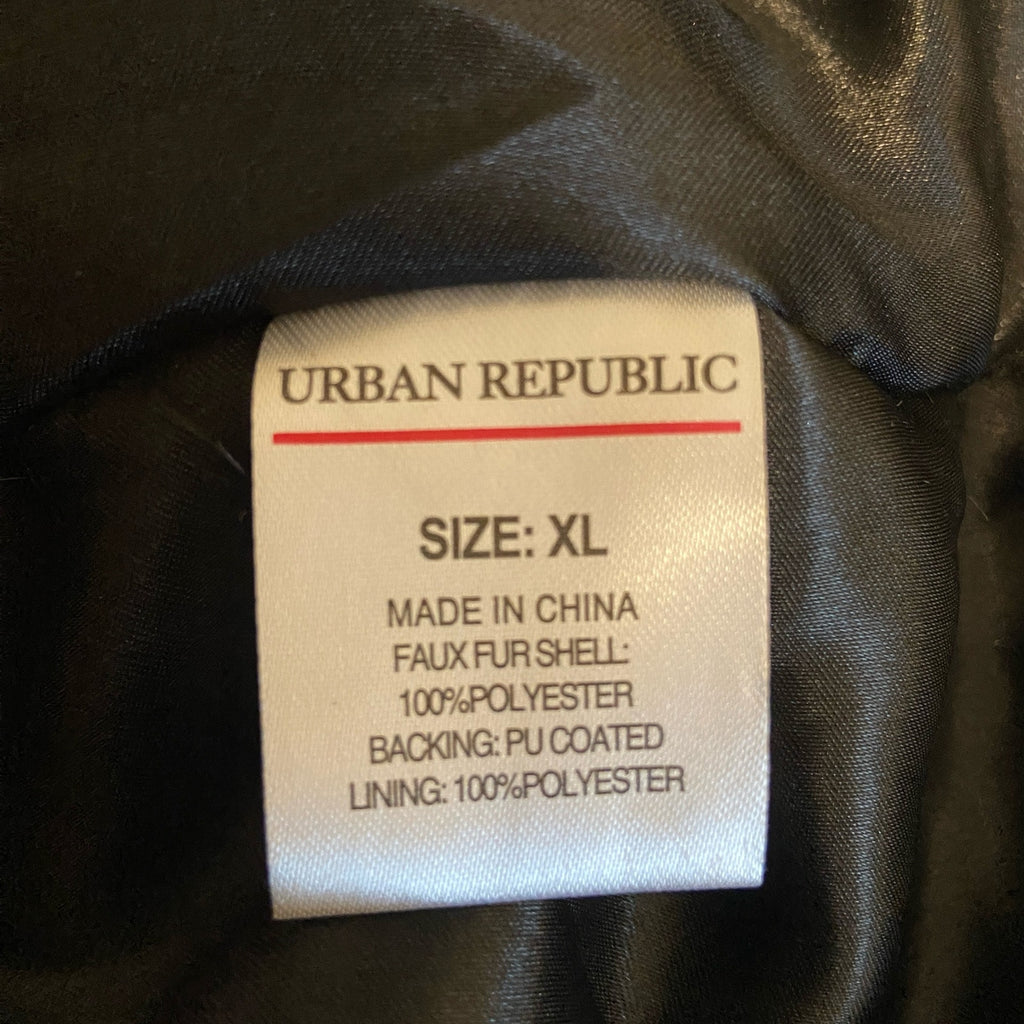 URBAN REPUBLIC
SIZE: XL
MADE IN CHINA
FAUX FUR SHELL:
100%POLYESTER
BACKING: PU COATED
LINING: 100%POLYESTER